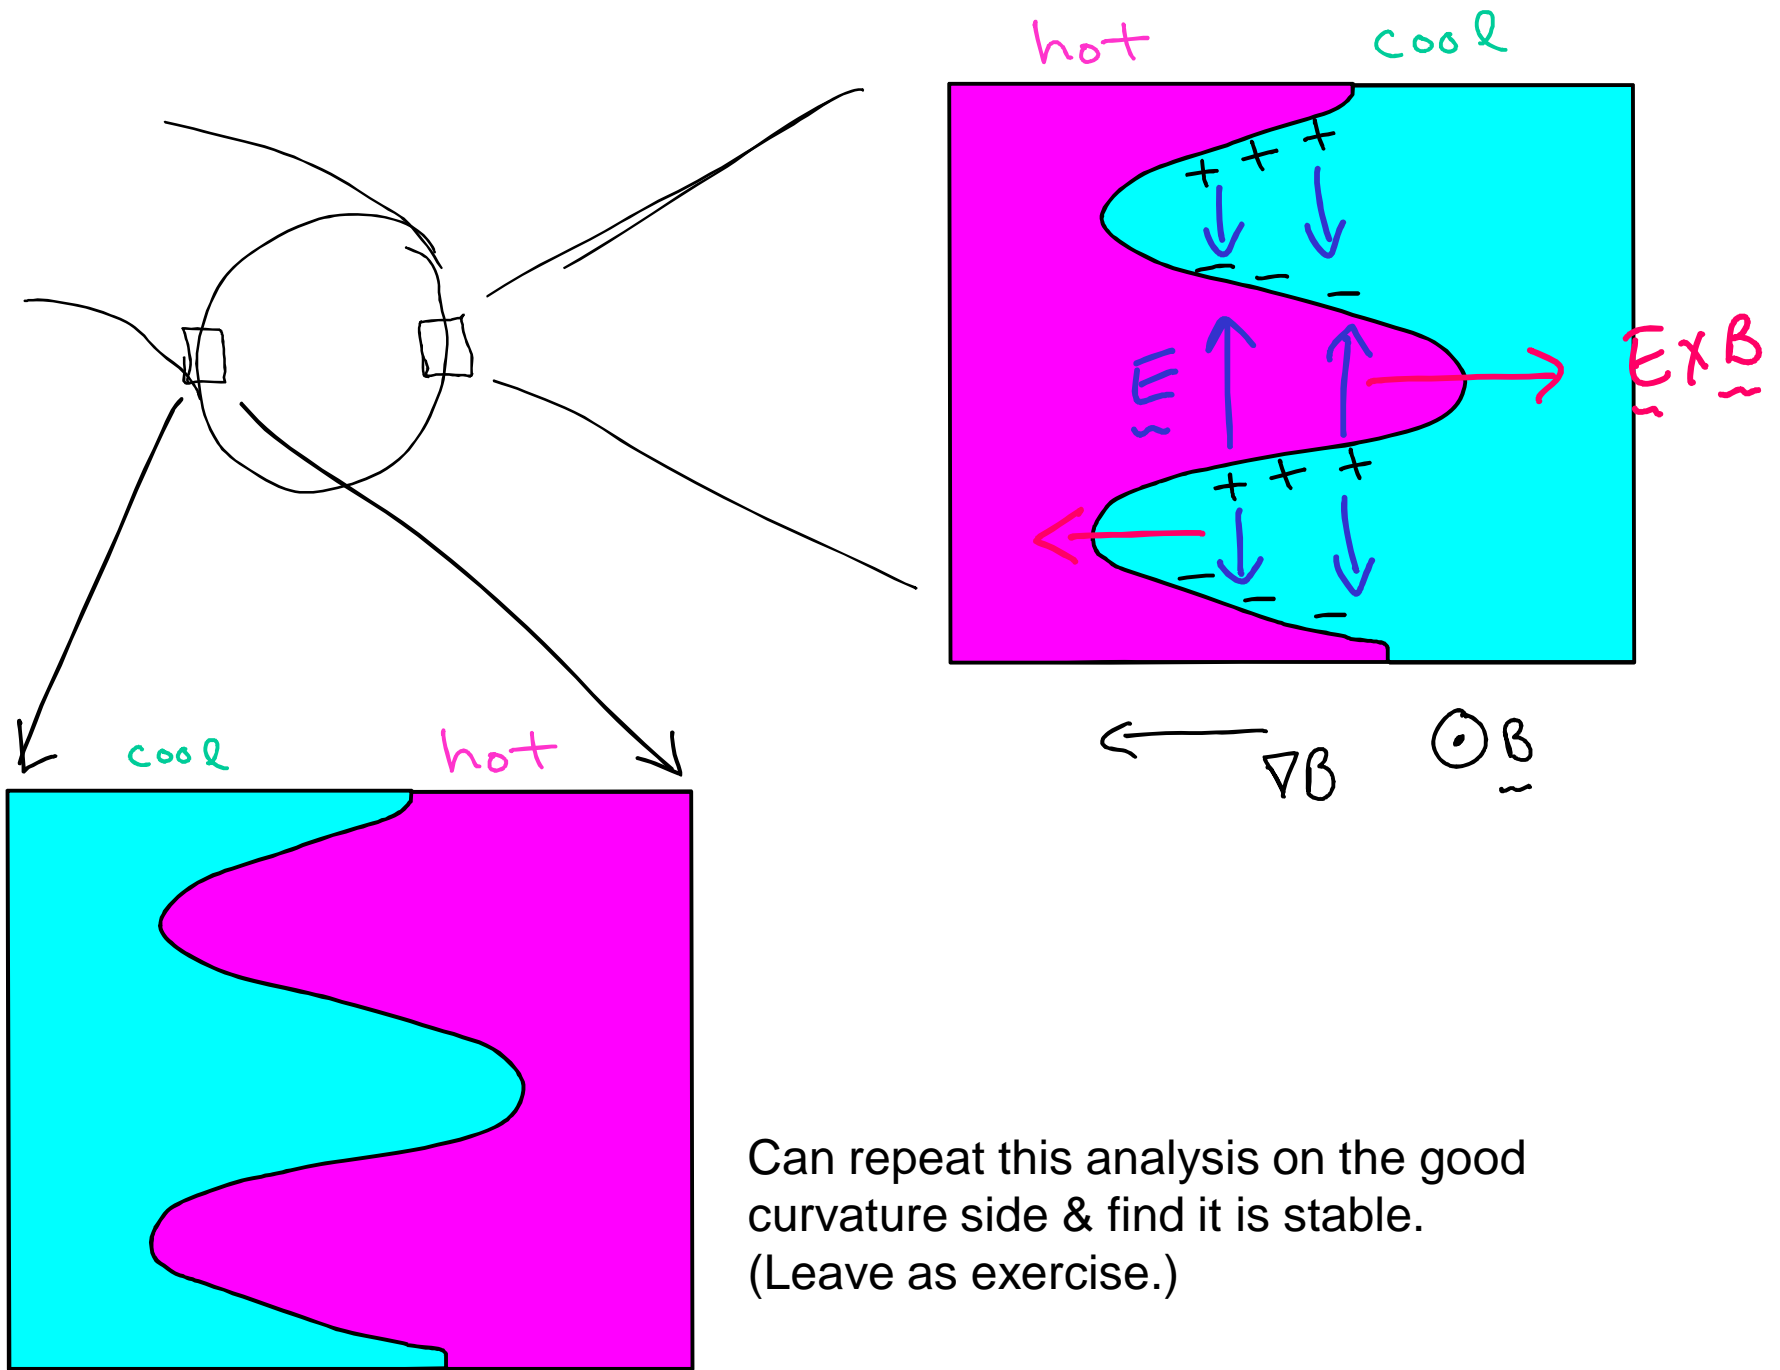 hot cool
+ + +
− − −
E
E X B
+ + +
− − −
∇B
⊙ B
cool hot
Can repeat this analysis on the good
curvature side & find it is stable.
(Leave as exercise.)